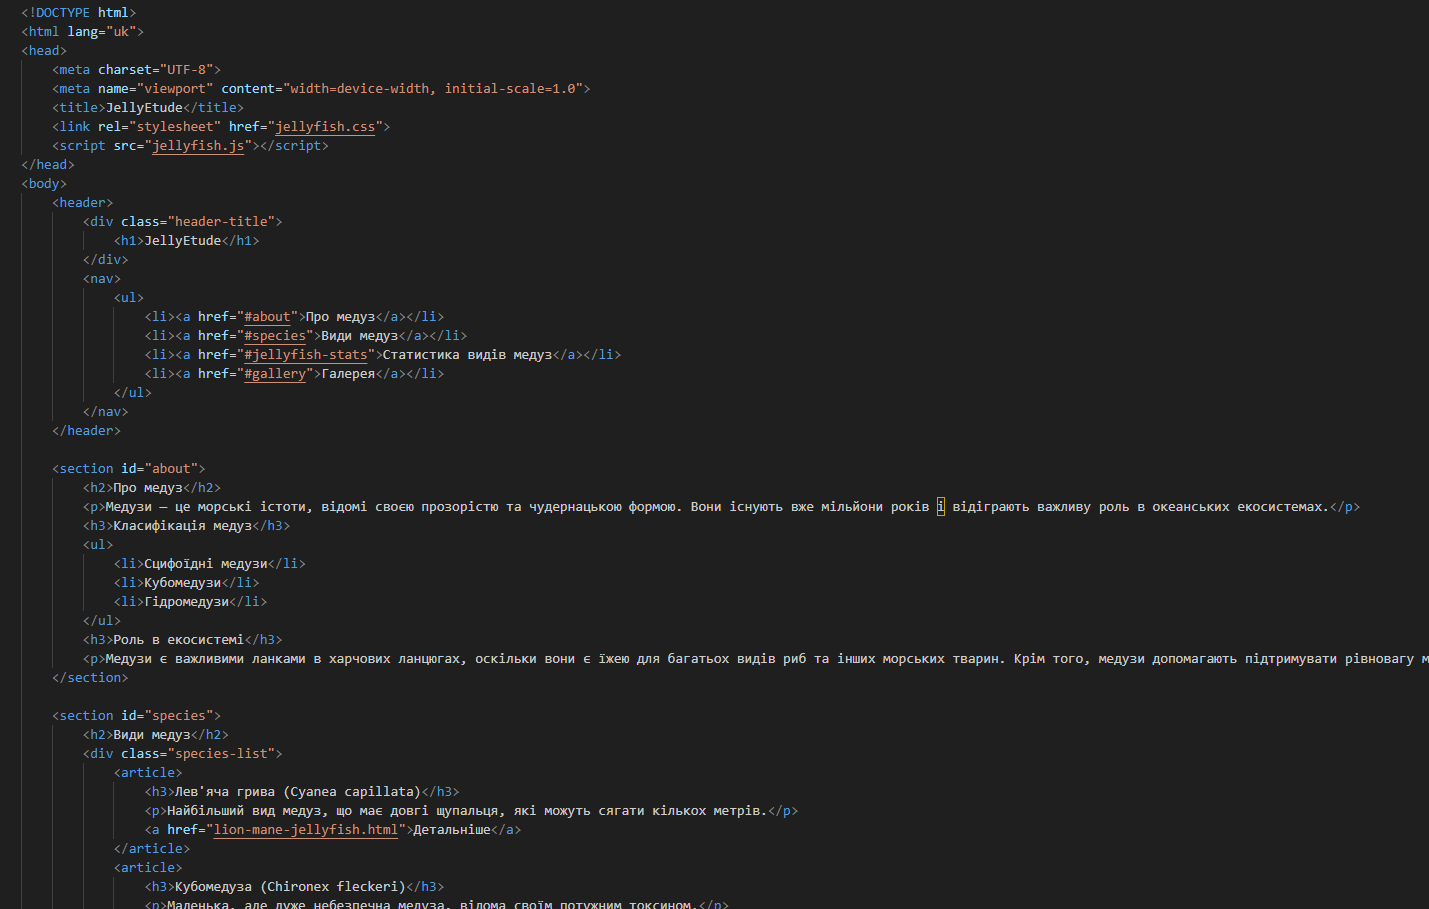 <!DOCTYPE html>
<html lang="uk">
<head>
    <meta charset="UTF-8">
    <meta name="viewport" content="width=device-width, initial-scale=1.0">
    <title>JellyEtude</title>
    <link rel="stylesheet" href="jellyfish.css">
    <script src="jellyfish.js"></script>
</head>
<body>
    <header>
        <div class="header-title">
            <h1>JellyEtude</h1>
        </div>
        <nav>
            <ul>
                <li><a href="#about">Про медуз</a></li>
                <li><a href="#species">Види медуз</a></li>
                <li><a href="#jellyfish-stats">Статистика видів медуз</a></li>
                <li><a href="#gallery">Галерея</a></li>
            </ul>
        </nav>
    </header>

    <section id="about">
        <h2>Про медуз</h2>
        <p>Медузи — це морські істоти, відомі своєю прозорістю та чудернацькою формою. Вони існують вже мільйони років і відіграють важливу роль в океанських екосистемах.</p>
        <h3>Класифікація медуз</h3>
        <ul>
            <li>Сцифоїдні медузи</li>
            <li>Кубомедузи</li>
            <li>Гідромедузи</li>
        </ul>
        <h3>Роль в екосистемі</h3>
        <p>Медузи є важливими ланками в харчових ланцюгах, оскільки вони є їжею для багатьох видів риб та інших морських тварин. Крім того, медузи допомагають підтримувати рівновагу
    </section>

    <section id="species">
        <h2>Види медуз</h2>
        <div class="species-list">
            <article>
                <h3>Лев'яча грива (Cyanea capillata)</h3>
                <p>Найбільший вид медуз, що має довгі щупальця, які можуть сягати кількох метрів.</p>
                <a href="lion-mane-jellyfish.html">Детальніше</a>
            </article>
            <article>
                <h3>Кубомедуза (Chironex fleckeri)</h3>
                <p>Маленька, але дуже небезпечна медуза, відома своїм потужним токсином.</p>